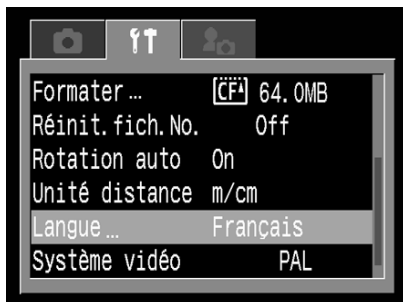 Formater… CF 64.0MB
Réinit.fich.No. Off
Rotation auto On
Unité distance m/cm
Langue… Français
Système vidéo PAL